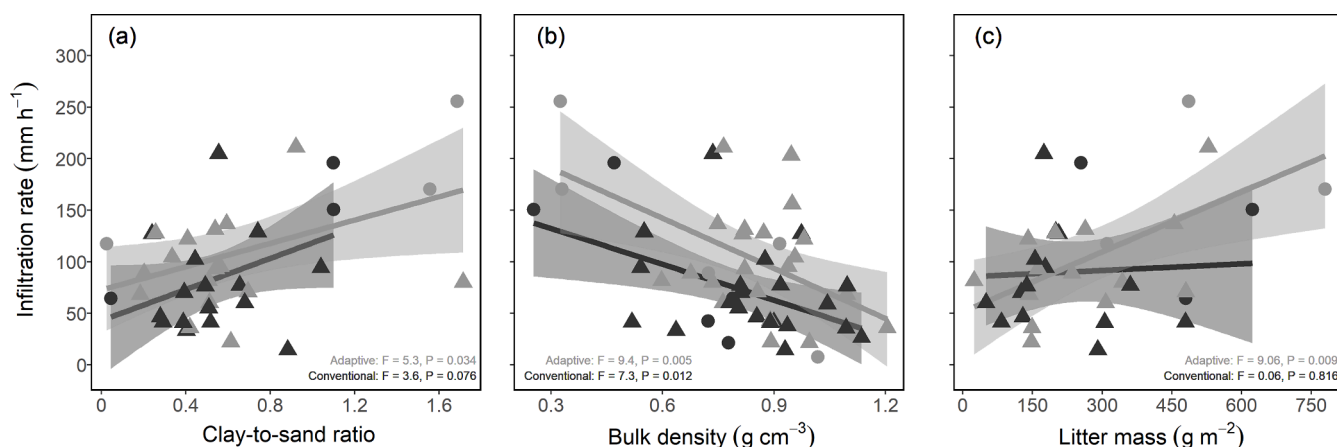 (a)
(b)
(c)
Infiltration rate (mm h⁻¹)
300
250
200
150
100
50
0
Adaptive: F = 5.3, P = 0.034
Conventional: F = 3.6, P = 0.076
Adaptive: F = 9.4, P = 0.005
Conventional: F = 7.3, P = 0.012
Adaptive: F = 9.06, P = 0.009
Conventional: F = 0.06, P = 0.816
0 0.4 0.8 1.2 1.6
0.3 0.6 0.9 1.2
0 150 300 450 600 750
Clay-to-sand ratio
Bulk density (g cm⁻³)
Litter mass (g m⁻²)